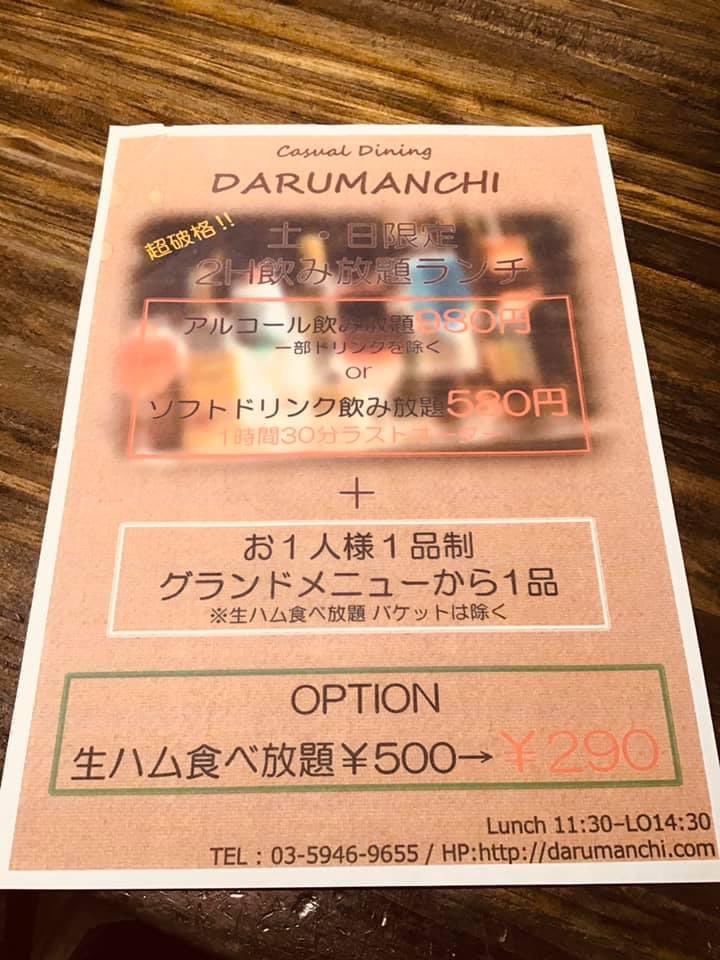 Casual Dining
DARUMANCHI
超破格!!
土・日限定
2H飲み放題ランチ
アルコール飲み放題980円
一部ドリンクを除く
or
ソフトドリンク飲み放題580円
1時間30分ラストオーダー
+
お1人様1品制
グランドメニューから1品
※生ハム食べ放題 バケットは除く
OPTION
生ハム食べ放題¥500→¥290
Lunch 11:30-LO14:30
TEL : 03-5946-9655 / HP:http://darumanchi.com